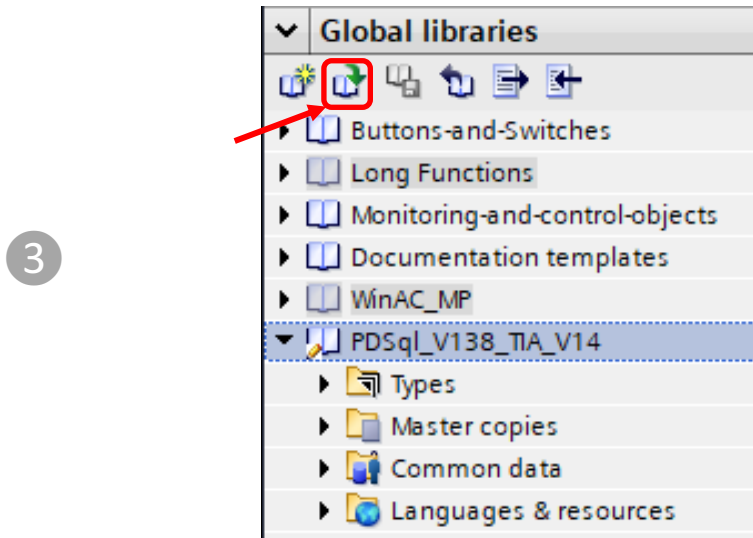 Global libraries
Buttons-and-Switches
Long Functions
Monitoring-and-control-objects
3
Documentation templates
WinAC_MP
PDSql_V138_TIA_V14
Types
Master copies
Common data
Languages & resources